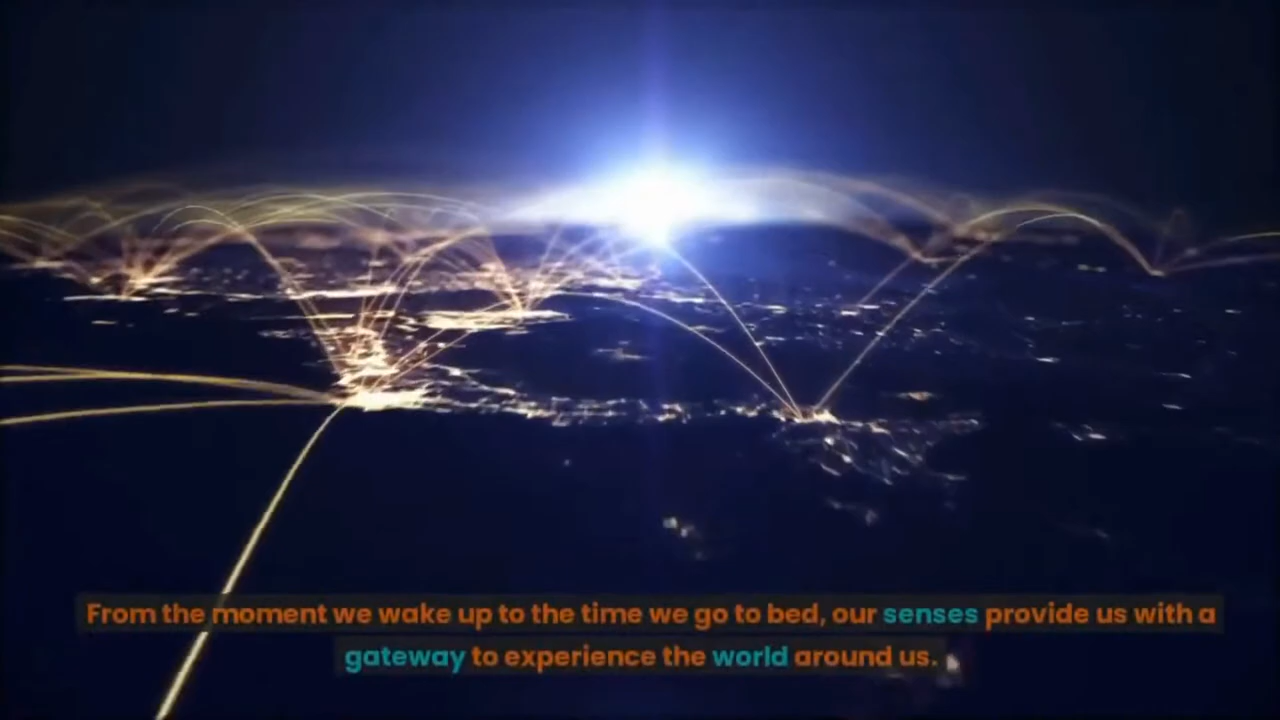 From the moment we wake up to the time we go to bed, our senses provide us with a
gateway to experience the world around us.